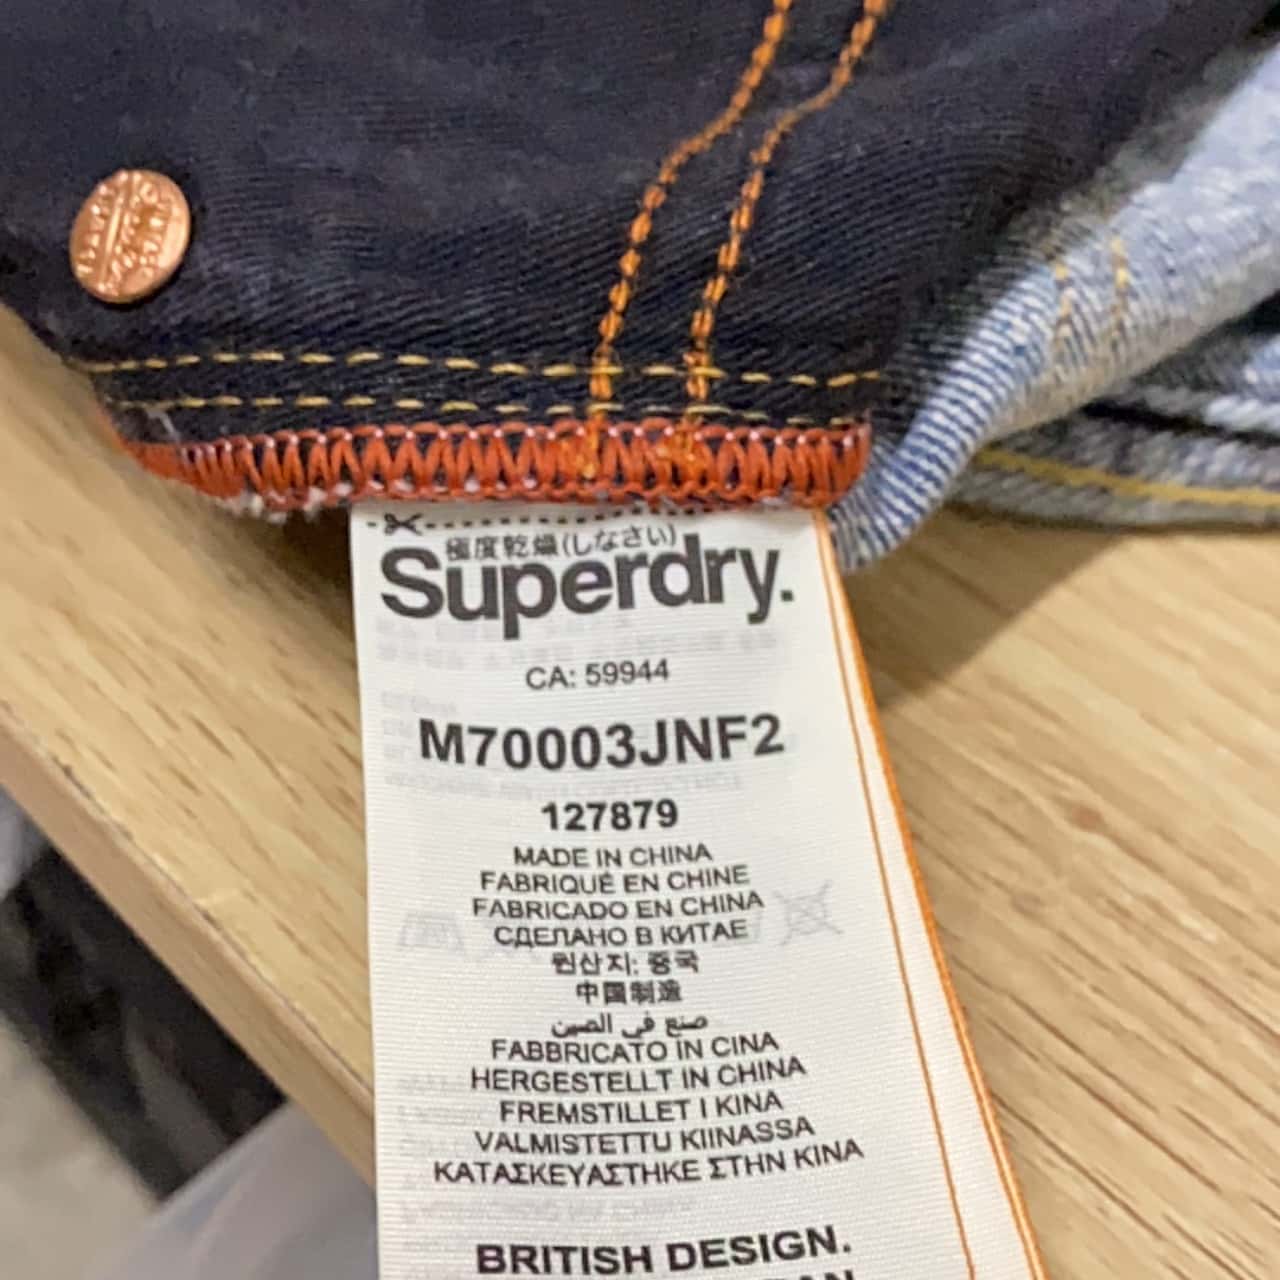 極度乾燥(しなさい)
Superdry.
CA: 59944
M70003JNF2
127879
MADE IN CHINA
FABRIQUÉ EN CHINE
FABRICADO EN CHINA
СДЕЛАНО В КИТАЕ
원산지: 중국
中国制造
صنع في الصين
FABBRICATO IN CINA
HERGESTELLT IN CHINA
FREMSTILLET I KINA
VALMISTETTU KIINASSA
ΚΑΤΑΣΚΕΥΑΣΤΗΚΕ ΣΤΗΝ ΚΙΝΑ
BRITISH DESIGN.